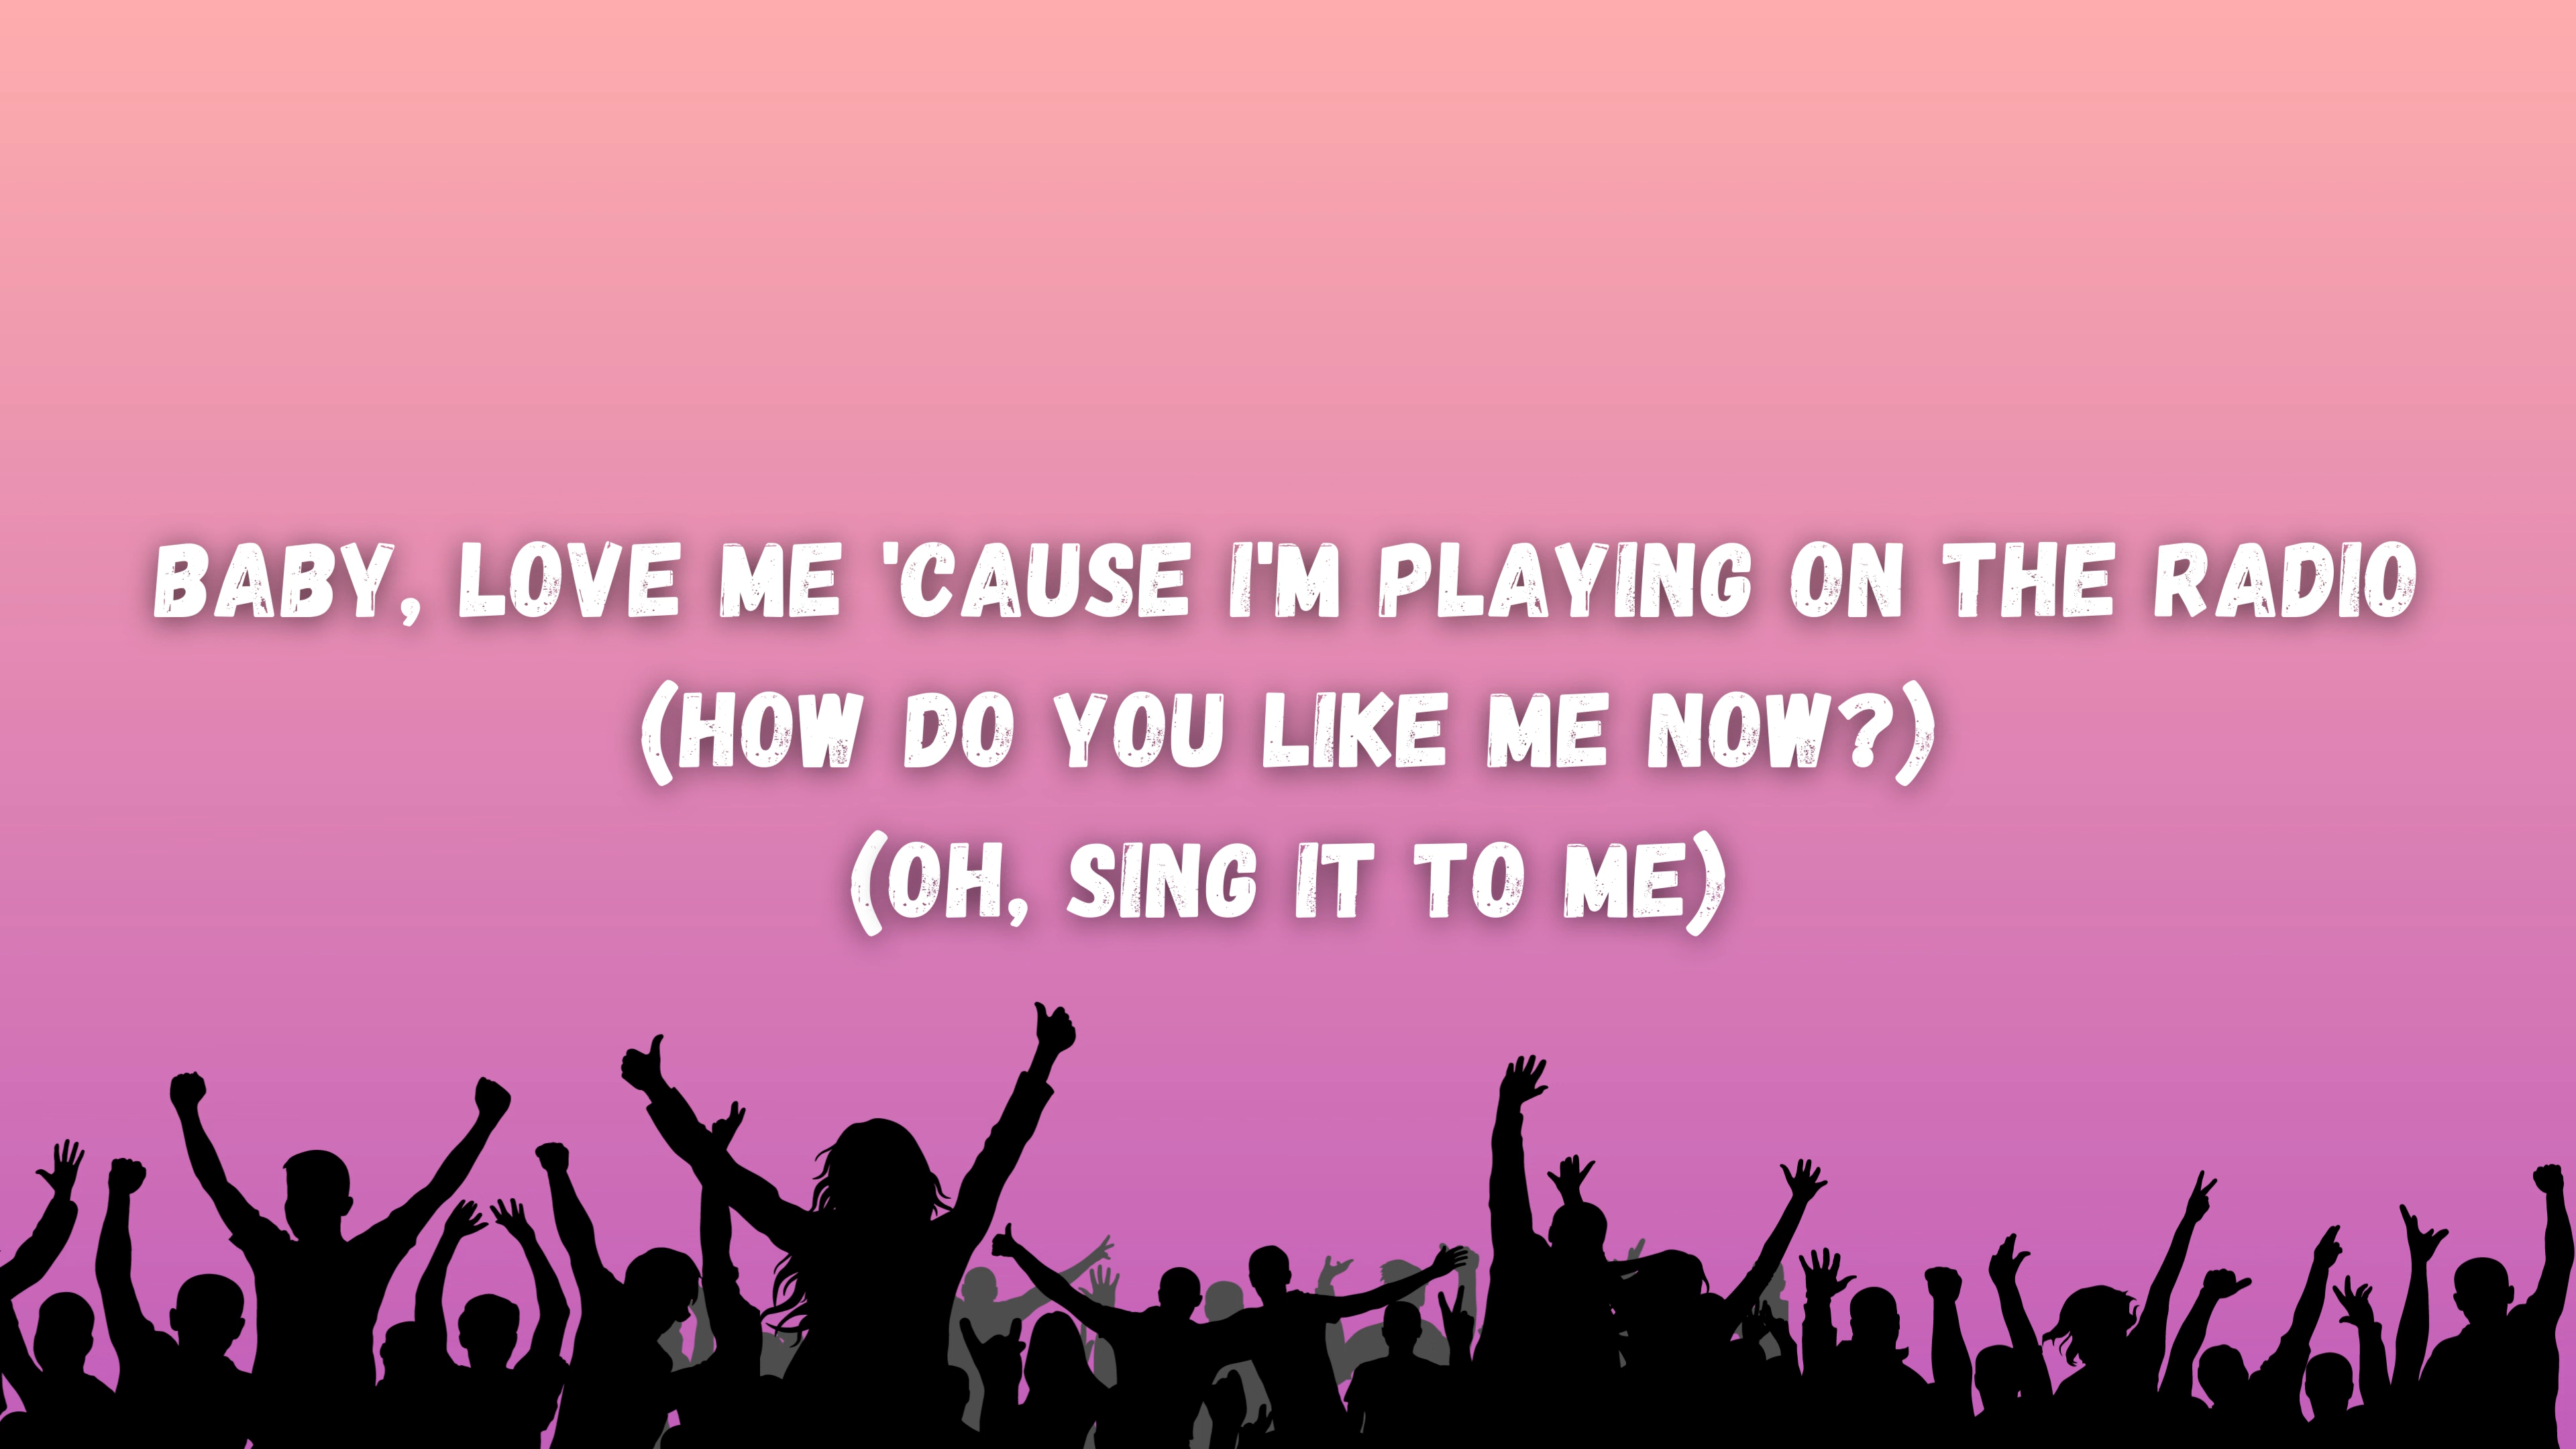 BABY, LOVE ME 'CAUSE I'M PLAYING ON THE RADIO
(HOW DO YOU LIKE ME NOW?)
(OH, SING IT TO ME)